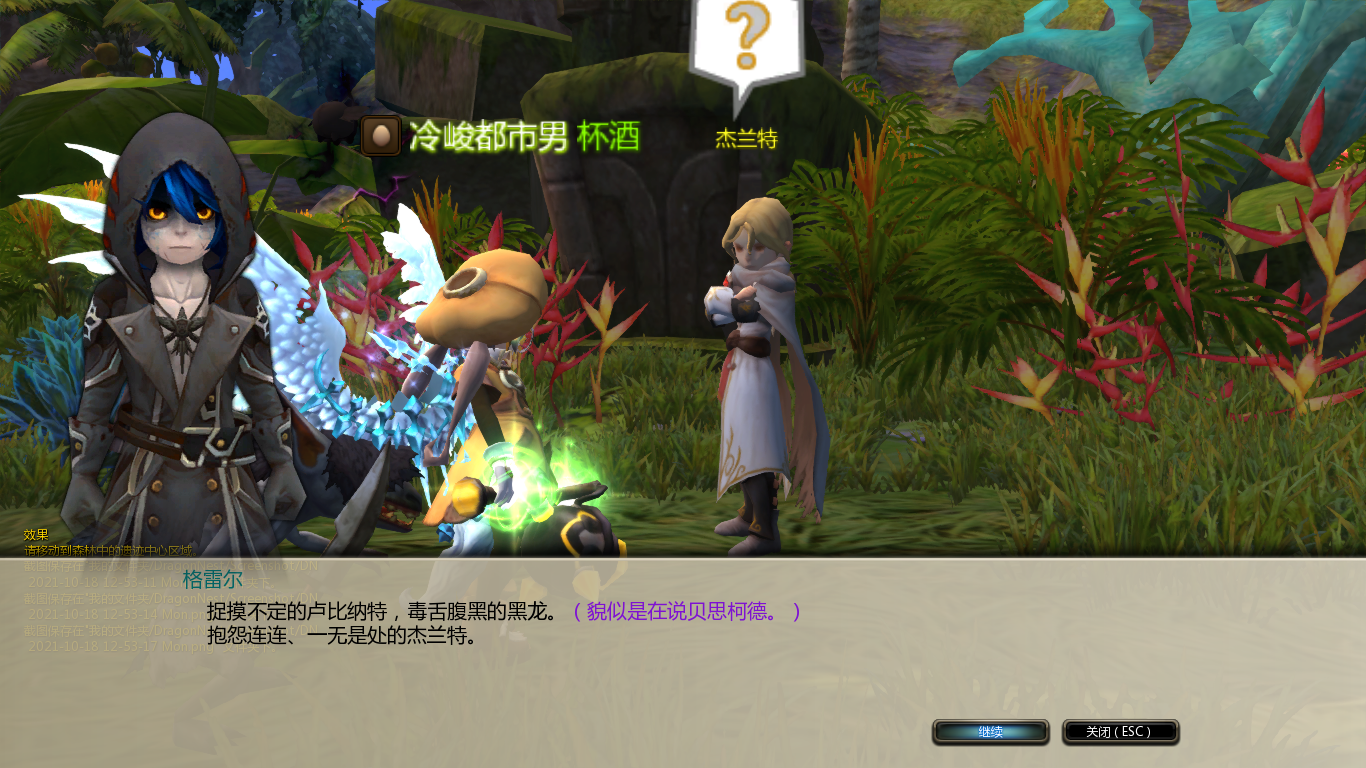 ?
冷峻都市男 杯酒
杰兰特
效果
请移动到森林中的遗迹中心区域
格雷尔
捉摸不定的卢比纳特，毒舌腹黑的黑龙。（貌似是在说贝思柯德。）
抱怨连连、一无是处的杰兰特。
继续
关闭 ( ESC )